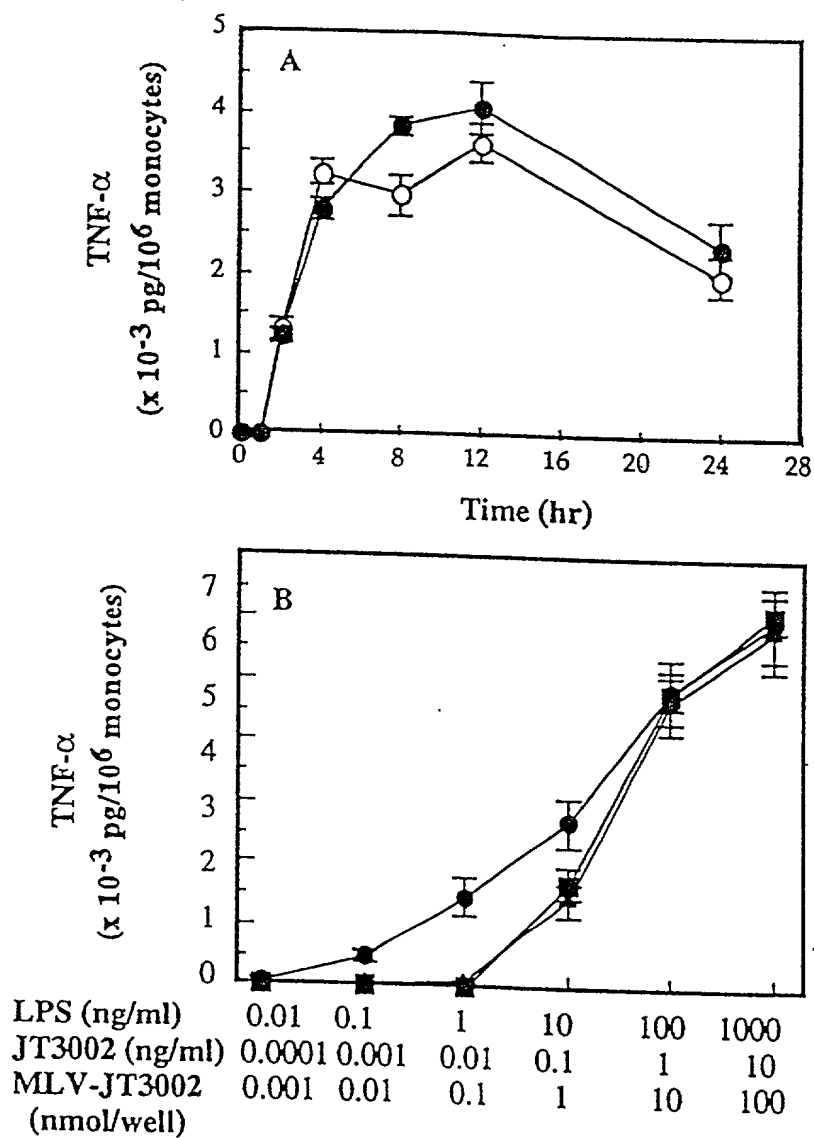 A
5
4
3
2
1
0
TNF-α
(x 10-3 pg/106 monocytes)
0 4 8 12 16 20 24 28
Time (hr)
B
7
6
5
4
3
2
1
0
TNF-α
(x 10-3 pg/106 monocytes)
LPS (ng/ml) 0.01 0.1 1 10 100 1000
JT3002 (ng/ml) 0.0001 0.001 0.01 0.1 1 10
MLV-JT3002 0.001 0.01 0.1 1 10 100
(nmol/well)